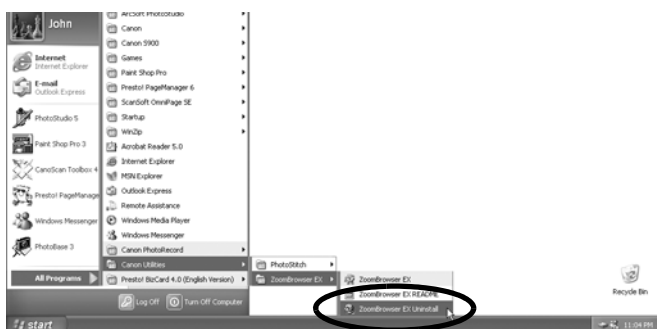 John
Internet
Internet Explorer
E-mail
Outlook Express
PhotoStudio 5
Paint Shop Pro 3
CanoScan Toolbox 4
Presto! PageManage
Windows Messenger
PhotoBase 3
All Programs
ArcSoft PhotoStudio
Canon
Canon S900
Games
Paint Shop Pro
Presto! PageManager 6
ScanSoft OmniPage SE
Startup
WinZip
Acrobat Reader 5.0
Internet Explorer
MSN Explorer
Outlook Express
Remote Assistance
Windows Media Player
Windows Messenger
Canon PhotoRecord
Canon Utilities
Presto! BizCard 4.0 (English Version)
PhotoStitch
ZoomBrowser EX
ZoomBrowser EX
ZoomBrowser EX README
ZoomBrowser EX Uninstall
Recycle Bin
Log Off
Turn Off Computer
start
11:04 PM